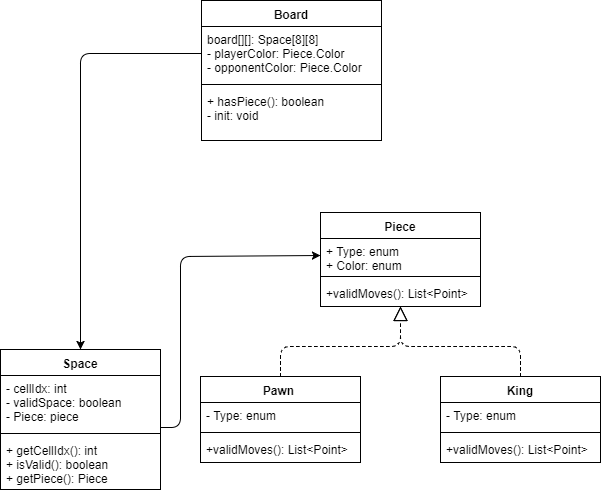 Board
board[][]: Space[8][8]
- playerColor: Piece.Color
- opponentColor: Piece.Color
+ hasPiece(): boolean
- init: void
Piece
+ Type: enum
+ Color: enum
+validMoves(): List<Point>
Space
- cellIdx: int
- validSpace: boolean
- Piece: piece
+ getCellIdx(): int
+ isValid(): boolean
+ getPiece(): Piece
Pawn
- Type: enum
+validMoves(): List<Point>
King
- Type: enum
+validMoves(): List<Point>